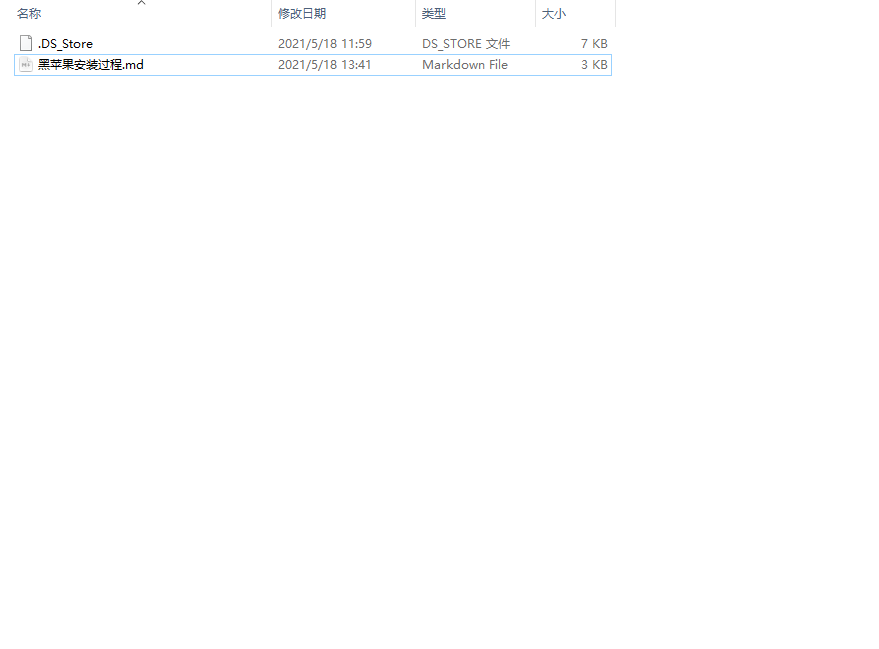 名称 修改日期 类型 大小
.DS_Store 2021/5/18 11:59 DS_STORE 文件 7 KB
黑苹果安装过程.md 2021/5/18 13:41 Markdown File 3 KB